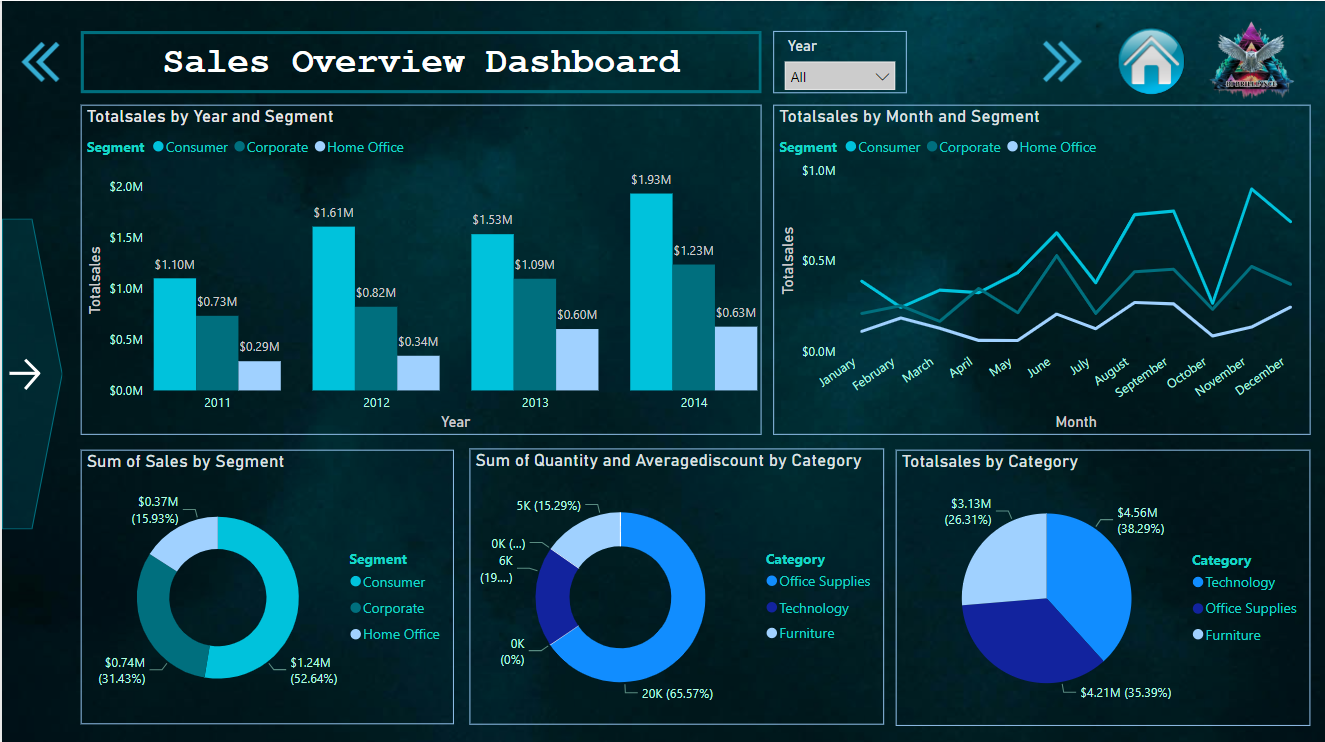 Sales Overview Dashboard
Year
All
Totalsales by Year and Segment
Segment Consumer Corporate Home Office
Totalsales
$2.0M
$1.5M
$1.0M
$0.5M
$0.0M
$1.10M
$0.73M
$0.29M
$1.61M
$0.82M
$0.34M
$1.53M
$1.09M
$0.60M
$1.93M
$1.23M
$0.63M
2011 2012 2013 2014
Year
Totalsales by Month and Segment
Segment Consumer Corporate Home Office
Totalsales
$1.0M
$0.5M
$0.0M
January February March April May June July August September October November December
Month
Sum of Sales by Segment
$0.37M
(15.93%)
$0.74M
(31.43%)
$1.24M
(52.64%)
Segment
Consumer
Corporate
Home Office
Sum of Quantity and Averagediscount by Category
5K (15.29%)
0K (...)
6K
(19....)
0K
(0%)
20K (65.57%)
Category
Office Supplies
Technology
Furniture
Totalsales by Category
$3.13M
(26.31%)
$4.56M
(38.29%)
$4.21M (35.39%)
Category
Technology
Office Supplies
Furniture